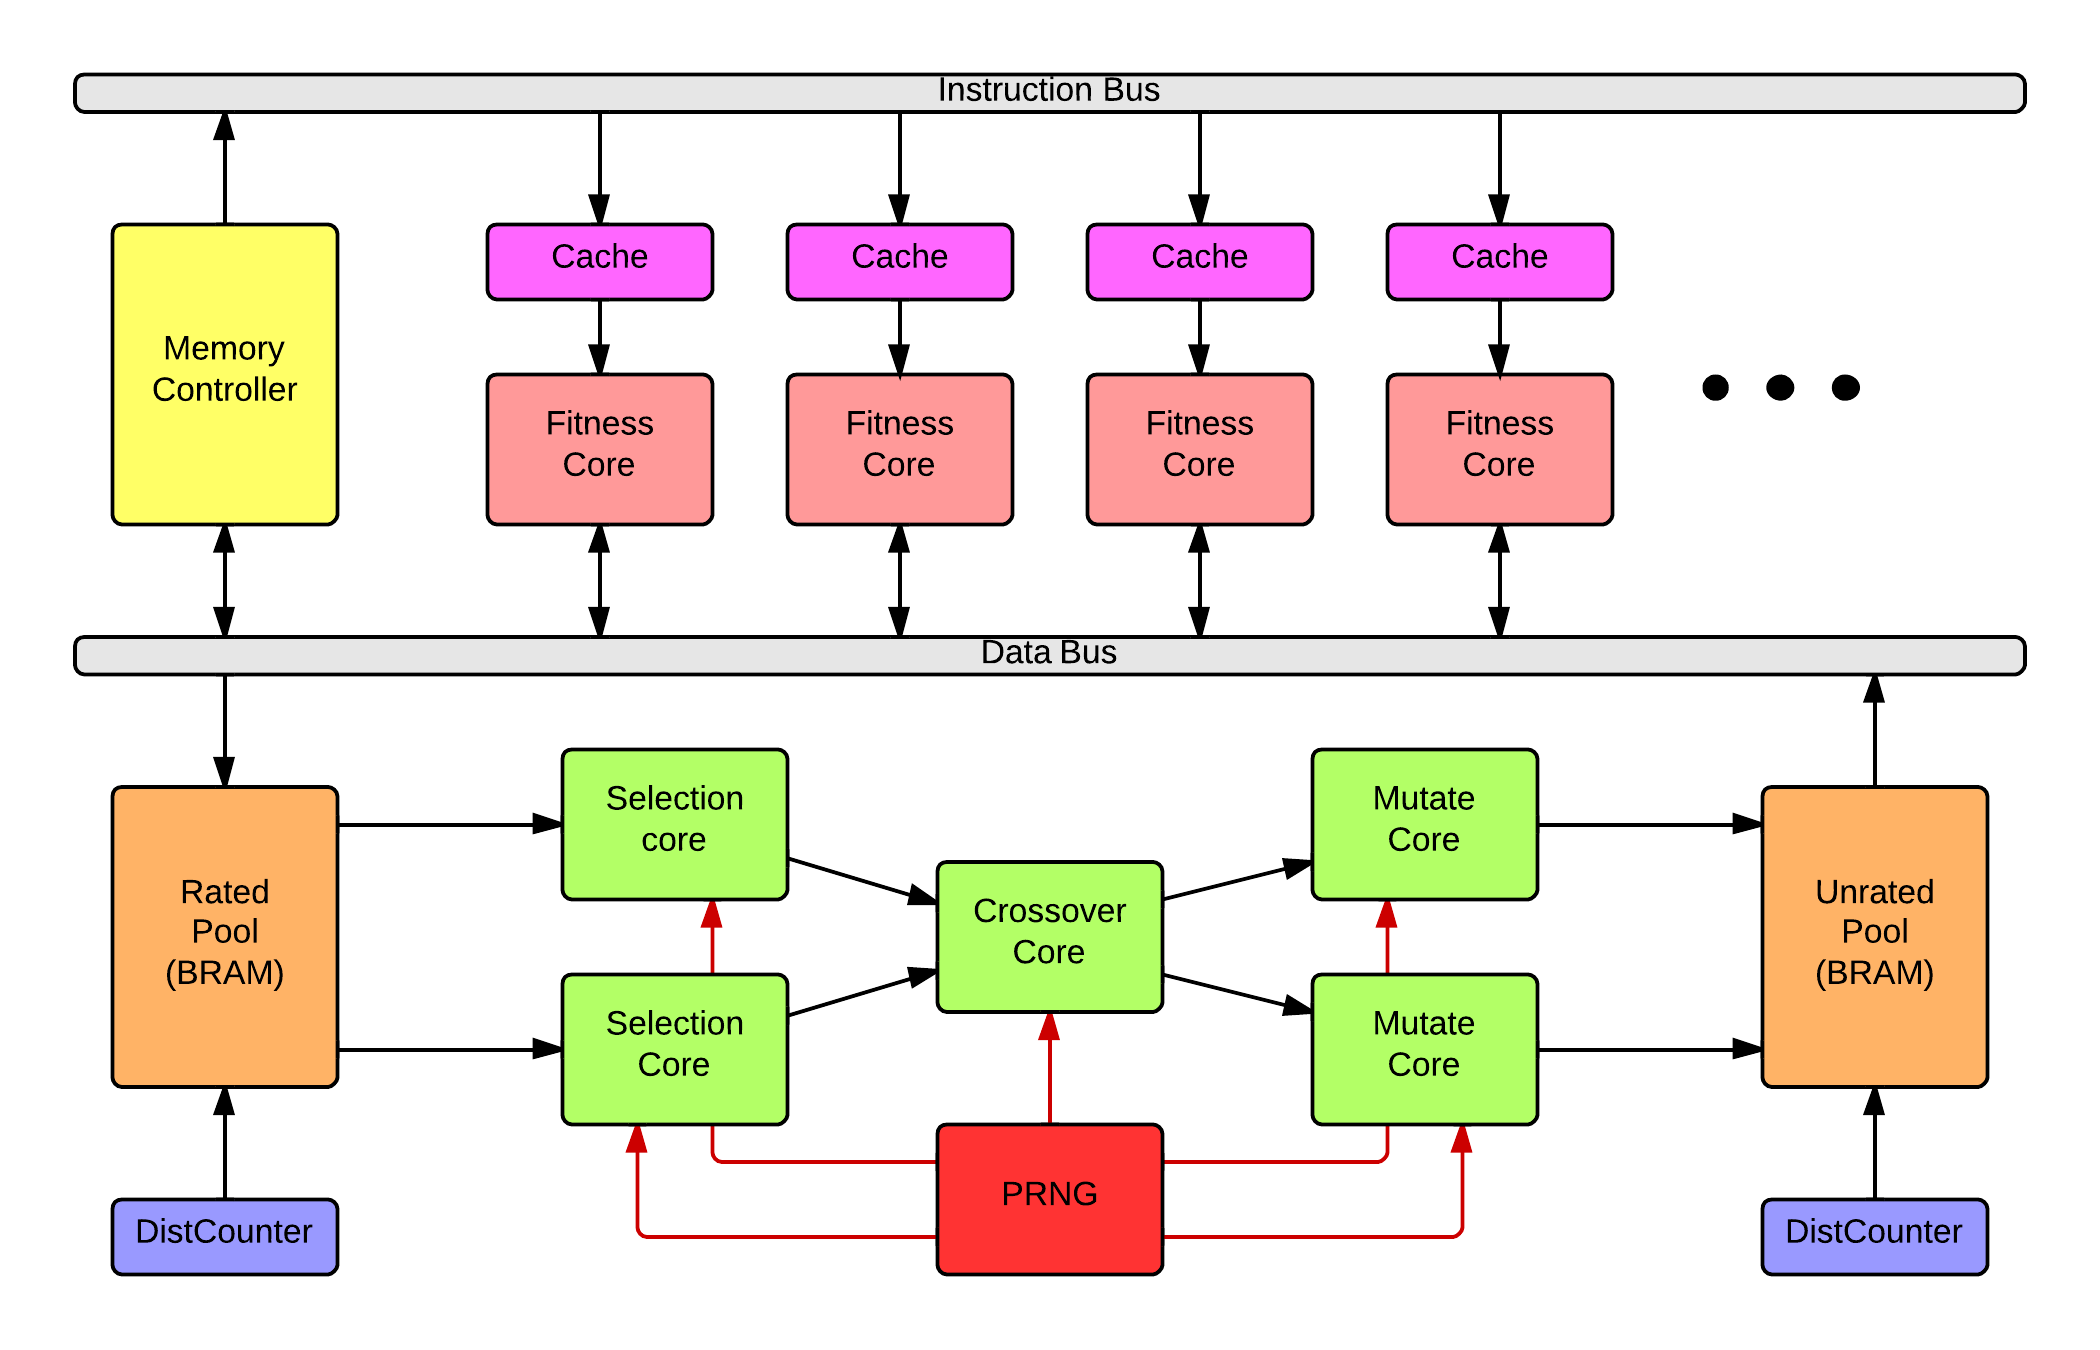 Instruction Bus
Cache
Cache
Cache
Cache
Memory
Controller
Fitness
Core
Fitness
Core
Fitness
Core
Fitness
Core
Data Bus
Rated
Pool
(BRAM)
Selection
core
Selection
Core
Crossover
Core
Mutate
Core
Mutate
Core
Unrated
Pool
(BRAM)
DistCounter
PRNG
DistCounter